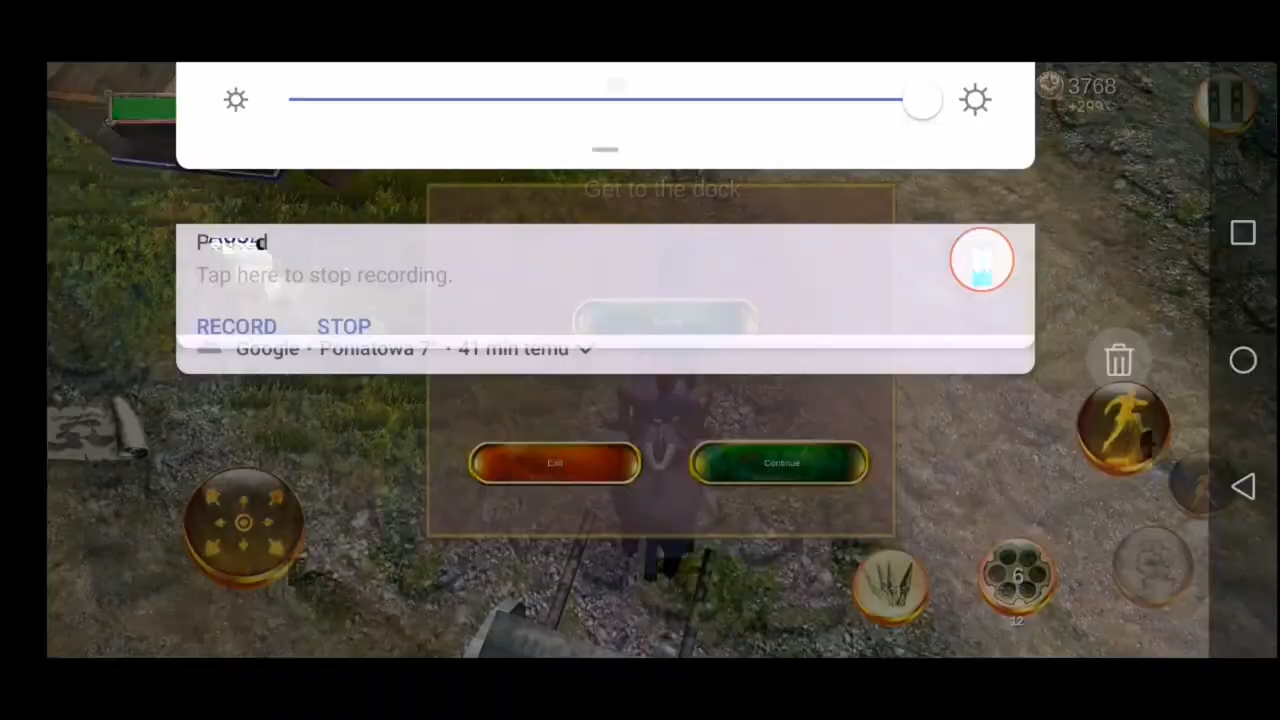 3768
+299
Get to the dock
Paused
Tap here to stop recording.
RECORD STOP
Google • Poniatowa 7° • 41 min temu
Exit Continue
6
12